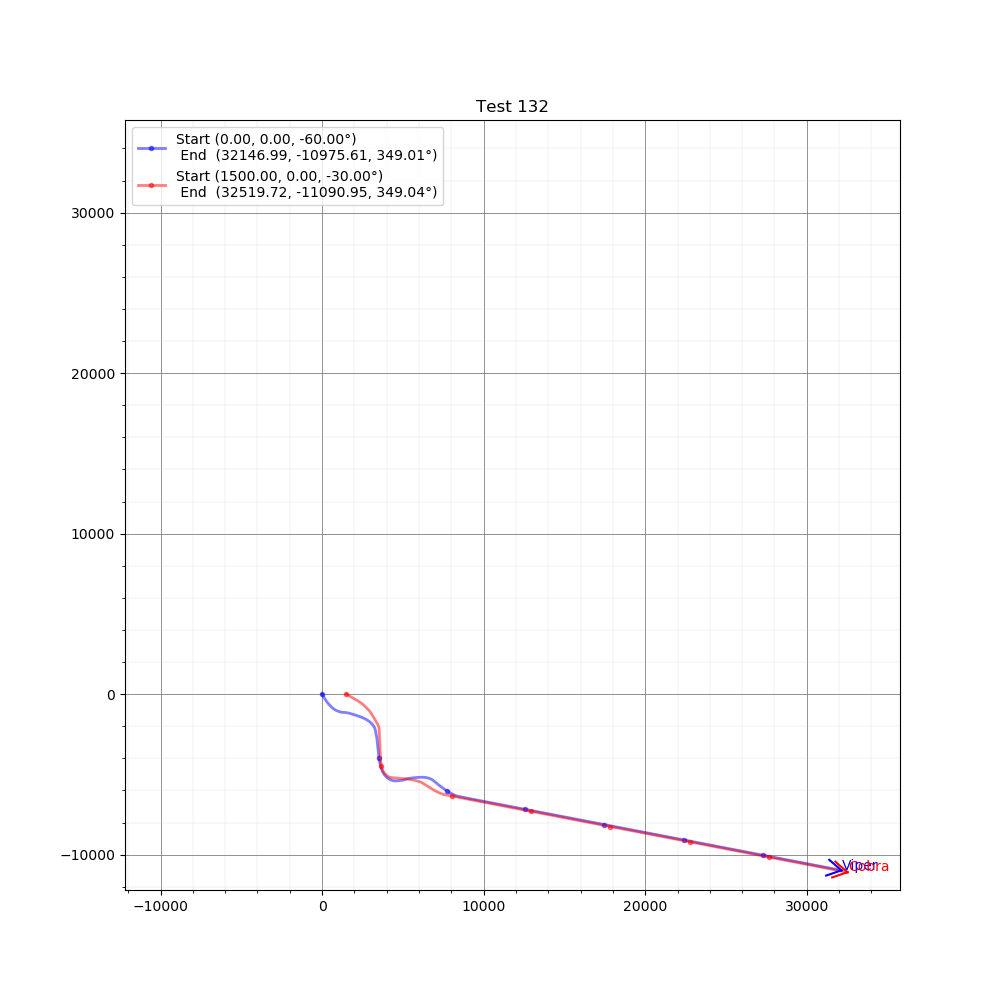 Test 132
Start (0.00, 0.00, -60.00°)
End (32146.99, -10975.61, 349.01°)
Start (1500.00, 0.00, -30.00°)
End (32519.72, -11090.95, 349.04°)
30000
20000
10000
0
−10000
Viper
Cobra
−10000
0
10000
20000
30000